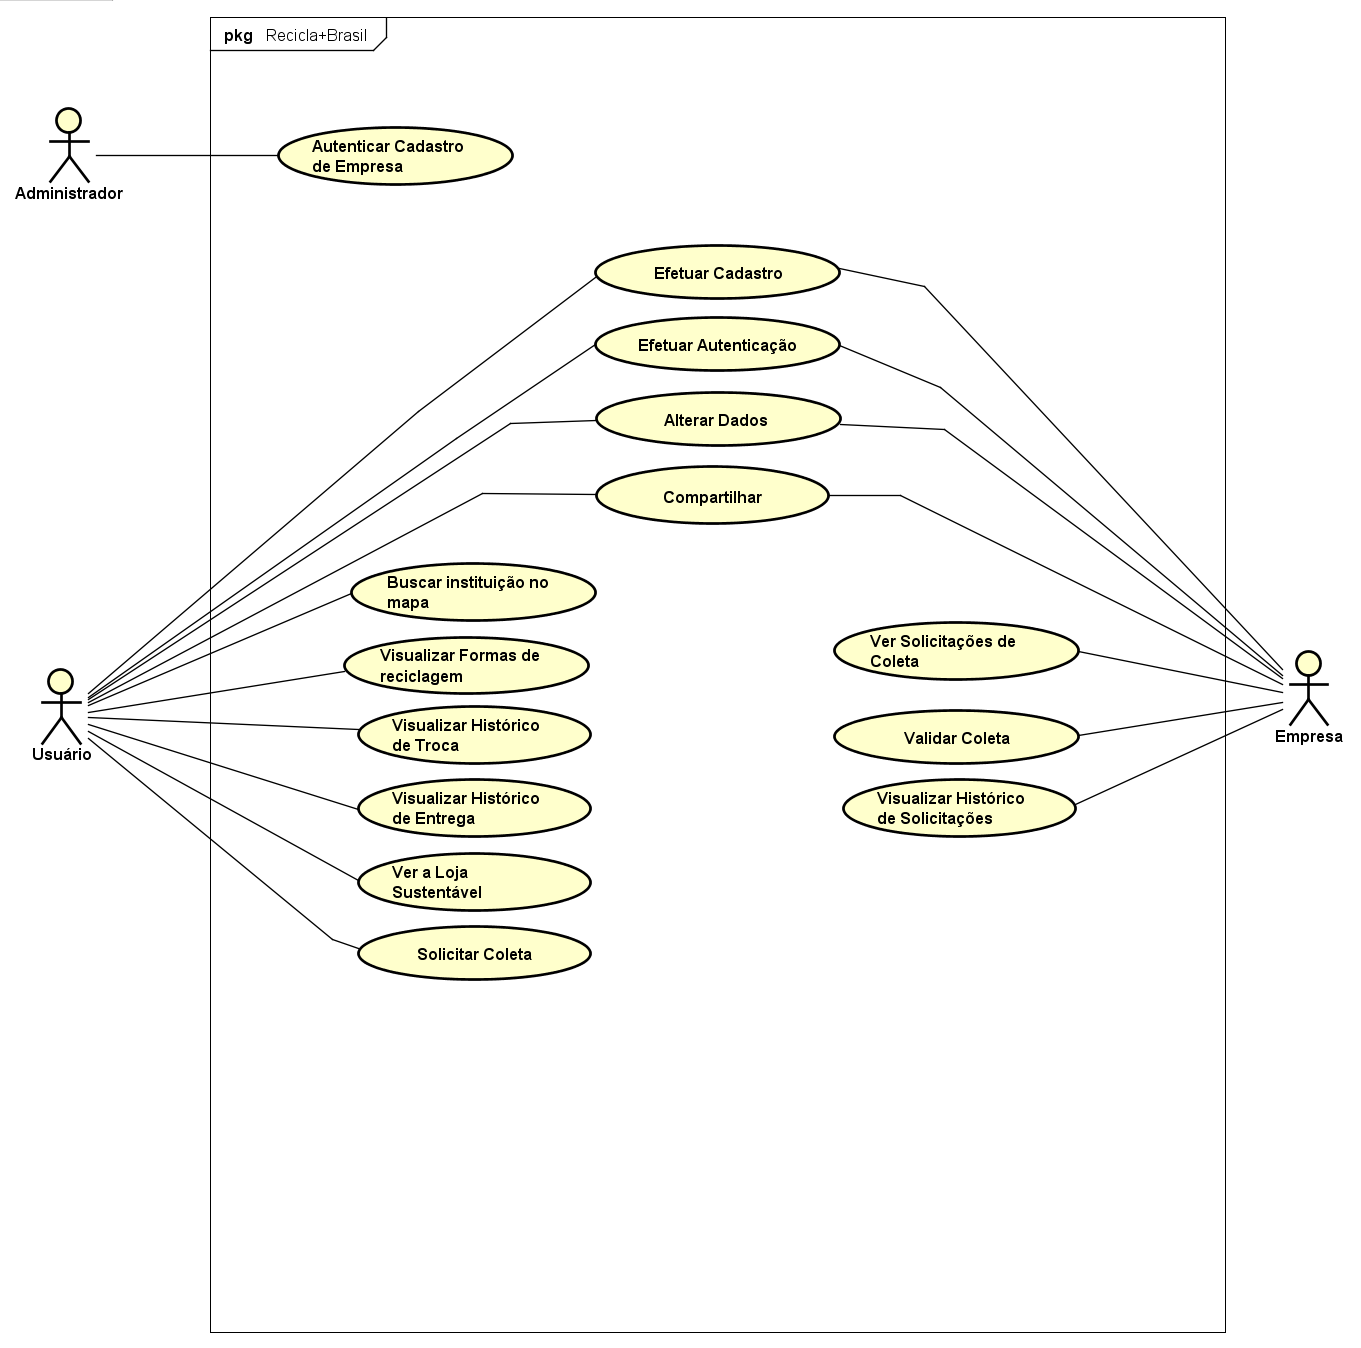 pkg Recicla+Brasil
Administrador
Autenticar Cadastro
de Empresa
Efetuar Cadastro
Efetuar Autenticação
Alterar Dados
Compartilhar
Buscar instituição no
mapa
Visualizar Formas de
reciclagem
Visualizar Histórico
de Troca
Visualizar Histórico
de Entrega
Ver a Loja
Sustentável
Solicitar Coleta
Usuário
Ver Solicitações de
Coleta
Validar Coleta
Visualizar Histórico
de Solicitações
Empresa